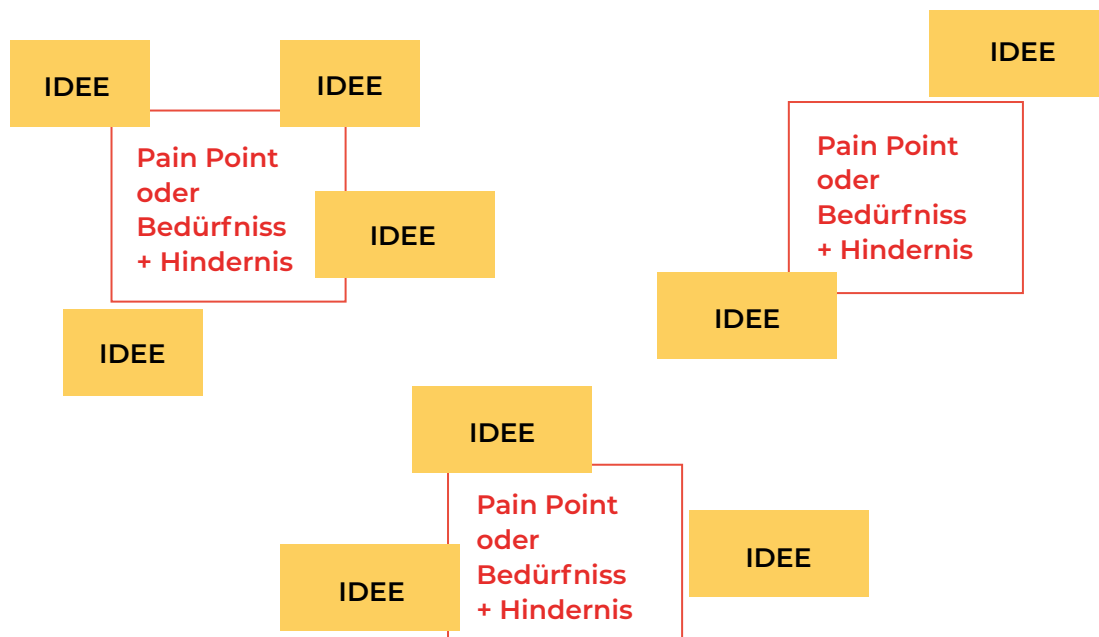 IDEE
IDEE
Pain Point
oder
Bedürfniss
+ Hindernis
IDEE
IDEE
IDEE
Pain Point
oder
Bedürfniss
+ Hindernis
IDEE
IDEE
Pain Point
oder
Bedürfniss
+ Hindernis
IDEE
IDEE